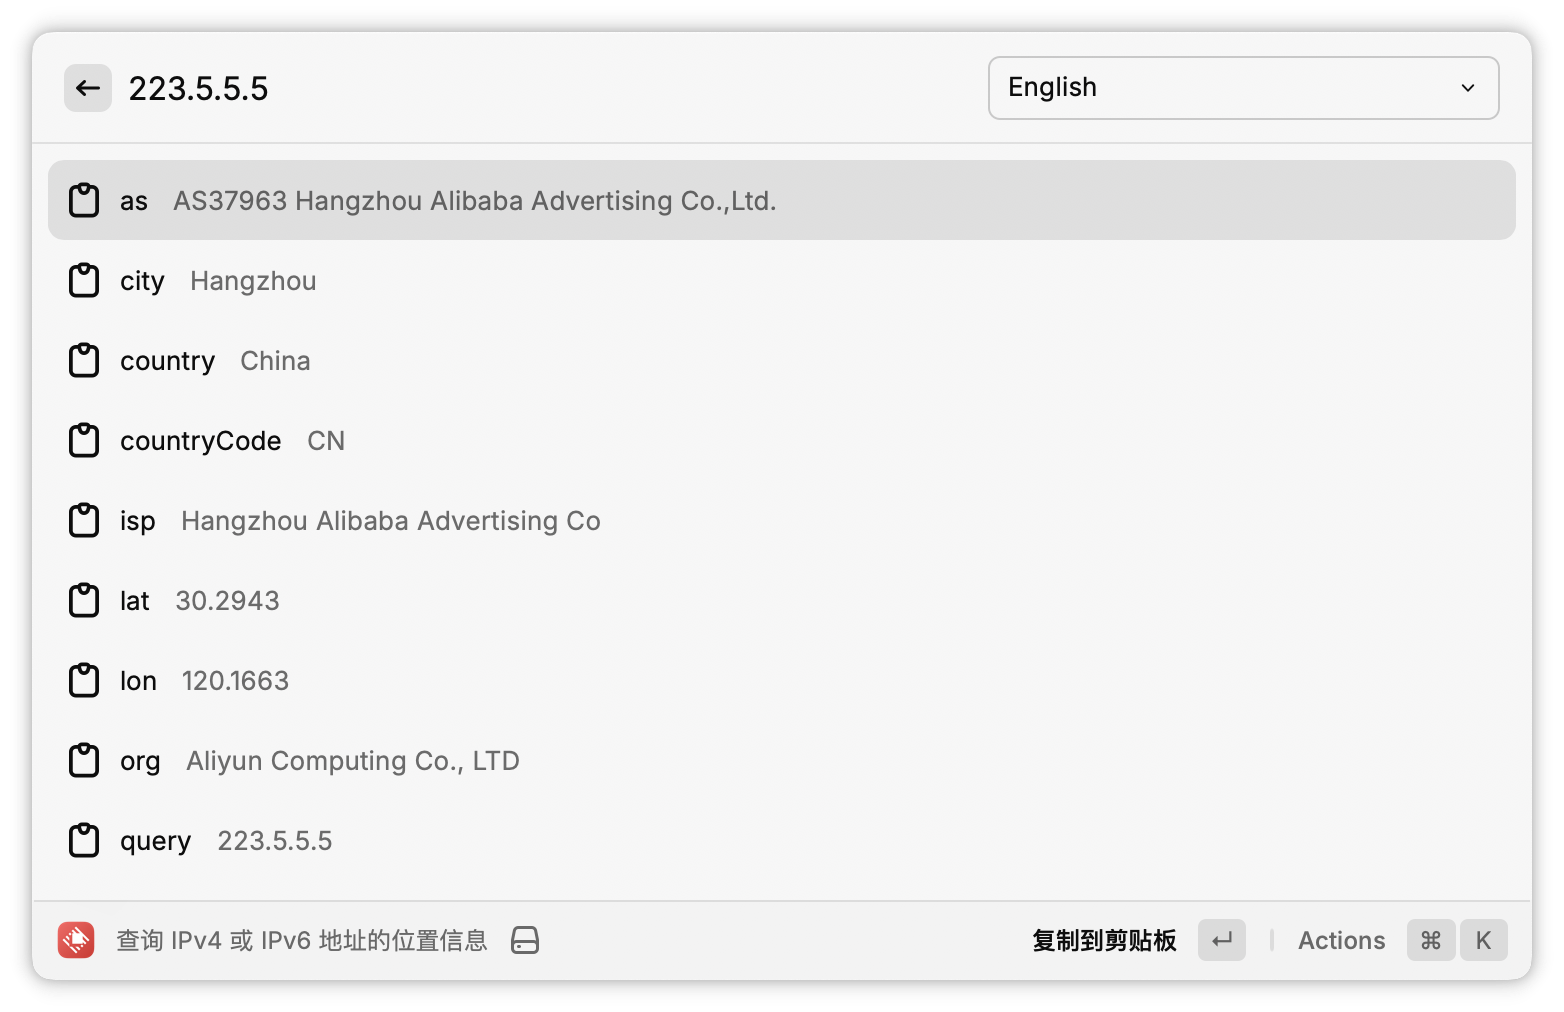 223.5.5.5
English
as AS37963 Hangzhou Alibaba Advertising Co.,Ltd.
city Hangzhou
country China
countryCode CN
isp Hangzhou Alibaba Advertising Co
lat 30.2943
lon 120.1663
org Aliyun Computing Co., LTD
query 223.5.5.5
查询 IPv4 或 IPv6 地址的位置信息
复制到剪贴板 ↵ Actions ⌘ K